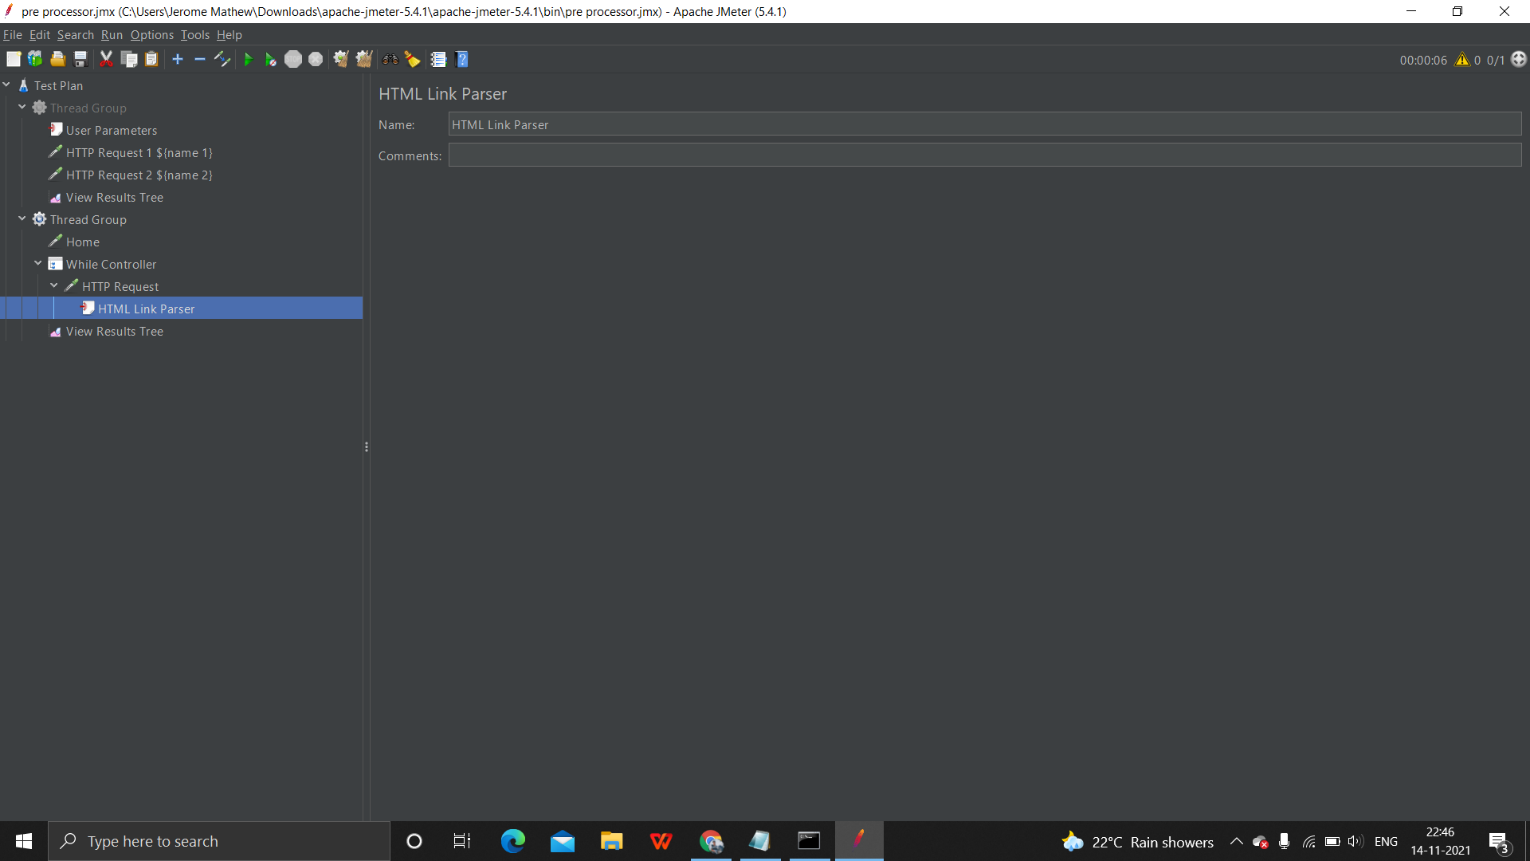 pre processor.jmx (C:\Users\Jerome Mathew\Downloads\apache-jmeter-5.4.1\apache-jmeter-5.4.1\bin\pre processor.jmx) - Apache JMeter (5.4.1)
File Edit Search Run Options Tools Help
00:00:06 0 0/1
Test Plan
Thread Group
User Parameters
HTTP Request 1 ${name 1}
HTTP Request 2 ${name 2}
View Results Tree
Thread Group
Home
While Controller
HTTP Request
HTML Link Parser
View Results Tree
HTML Link Parser
Name: HTML Link Parser
Comments:
Type here to search
22°C Rain showers
ENG
22:46
14-11-2021
3